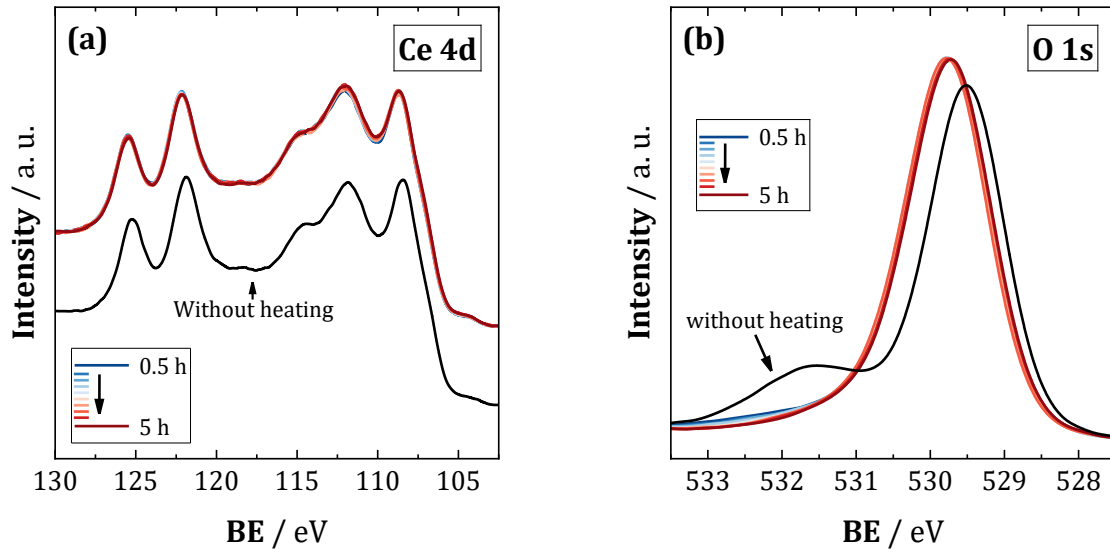 (a)
Ce 4d
Intensity / a. u.
Without heating
0.5 h
5 h
130 125 120 115 110 105
BE / eV
(b)
O 1s
Intensity / a. u.
0.5 h
5 h
without heating
533 532 531 530 529 528
BE / eV